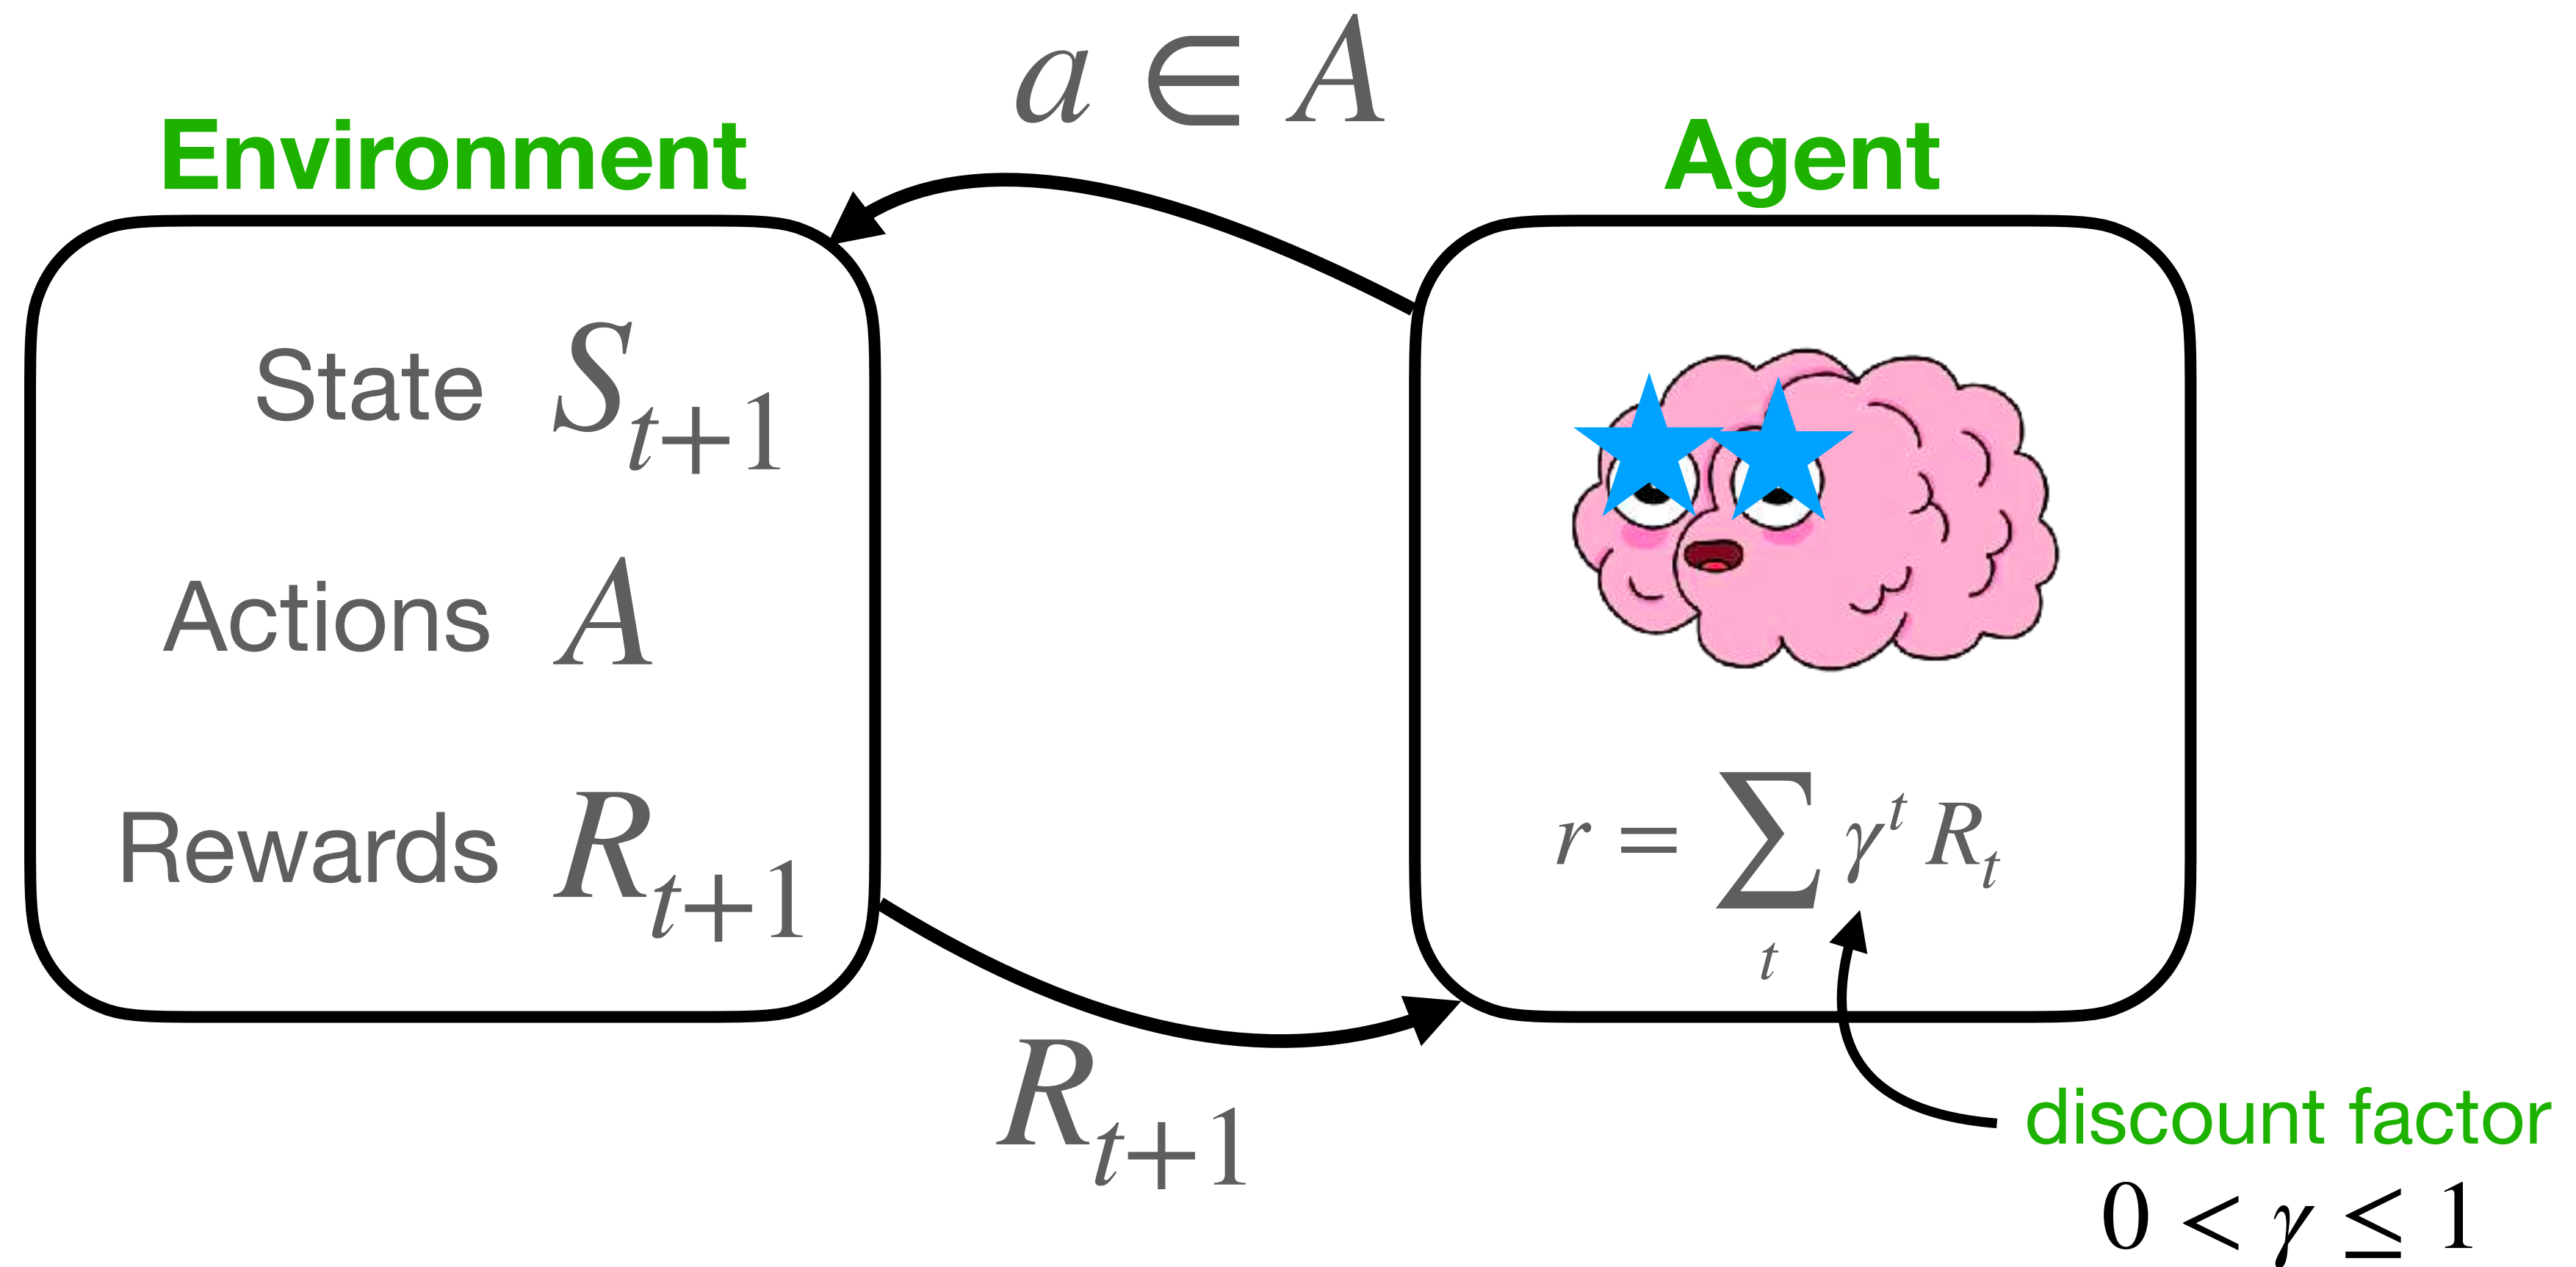 a ∈ A
Environment
Agent
State S_{t+1}
Actions A
Rewards R_{t+1}
r = ∑_t γ^t R_t
R_{t+1}
discount factor
0 < γ ≤ 1